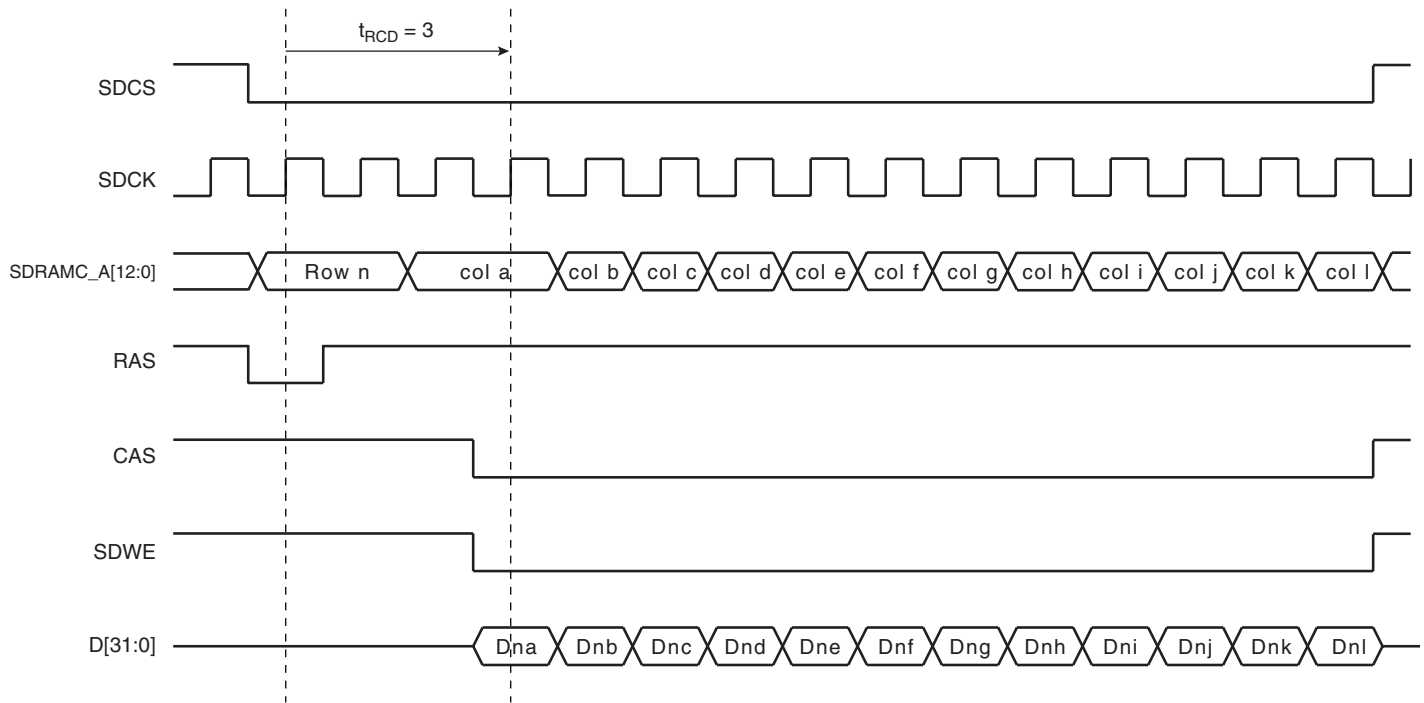 tRCD = 3
SDCS
SDCK
SDRAMC_A[12:0] Row n col a col b col c col d col e col f col g col h col i col j col k col l
RAS
CAS
SDWE
D[31:0] Dna Dnb Dnc Dnd Dne Dnf Dng Dnh Dni Dnj Dnk Dnl